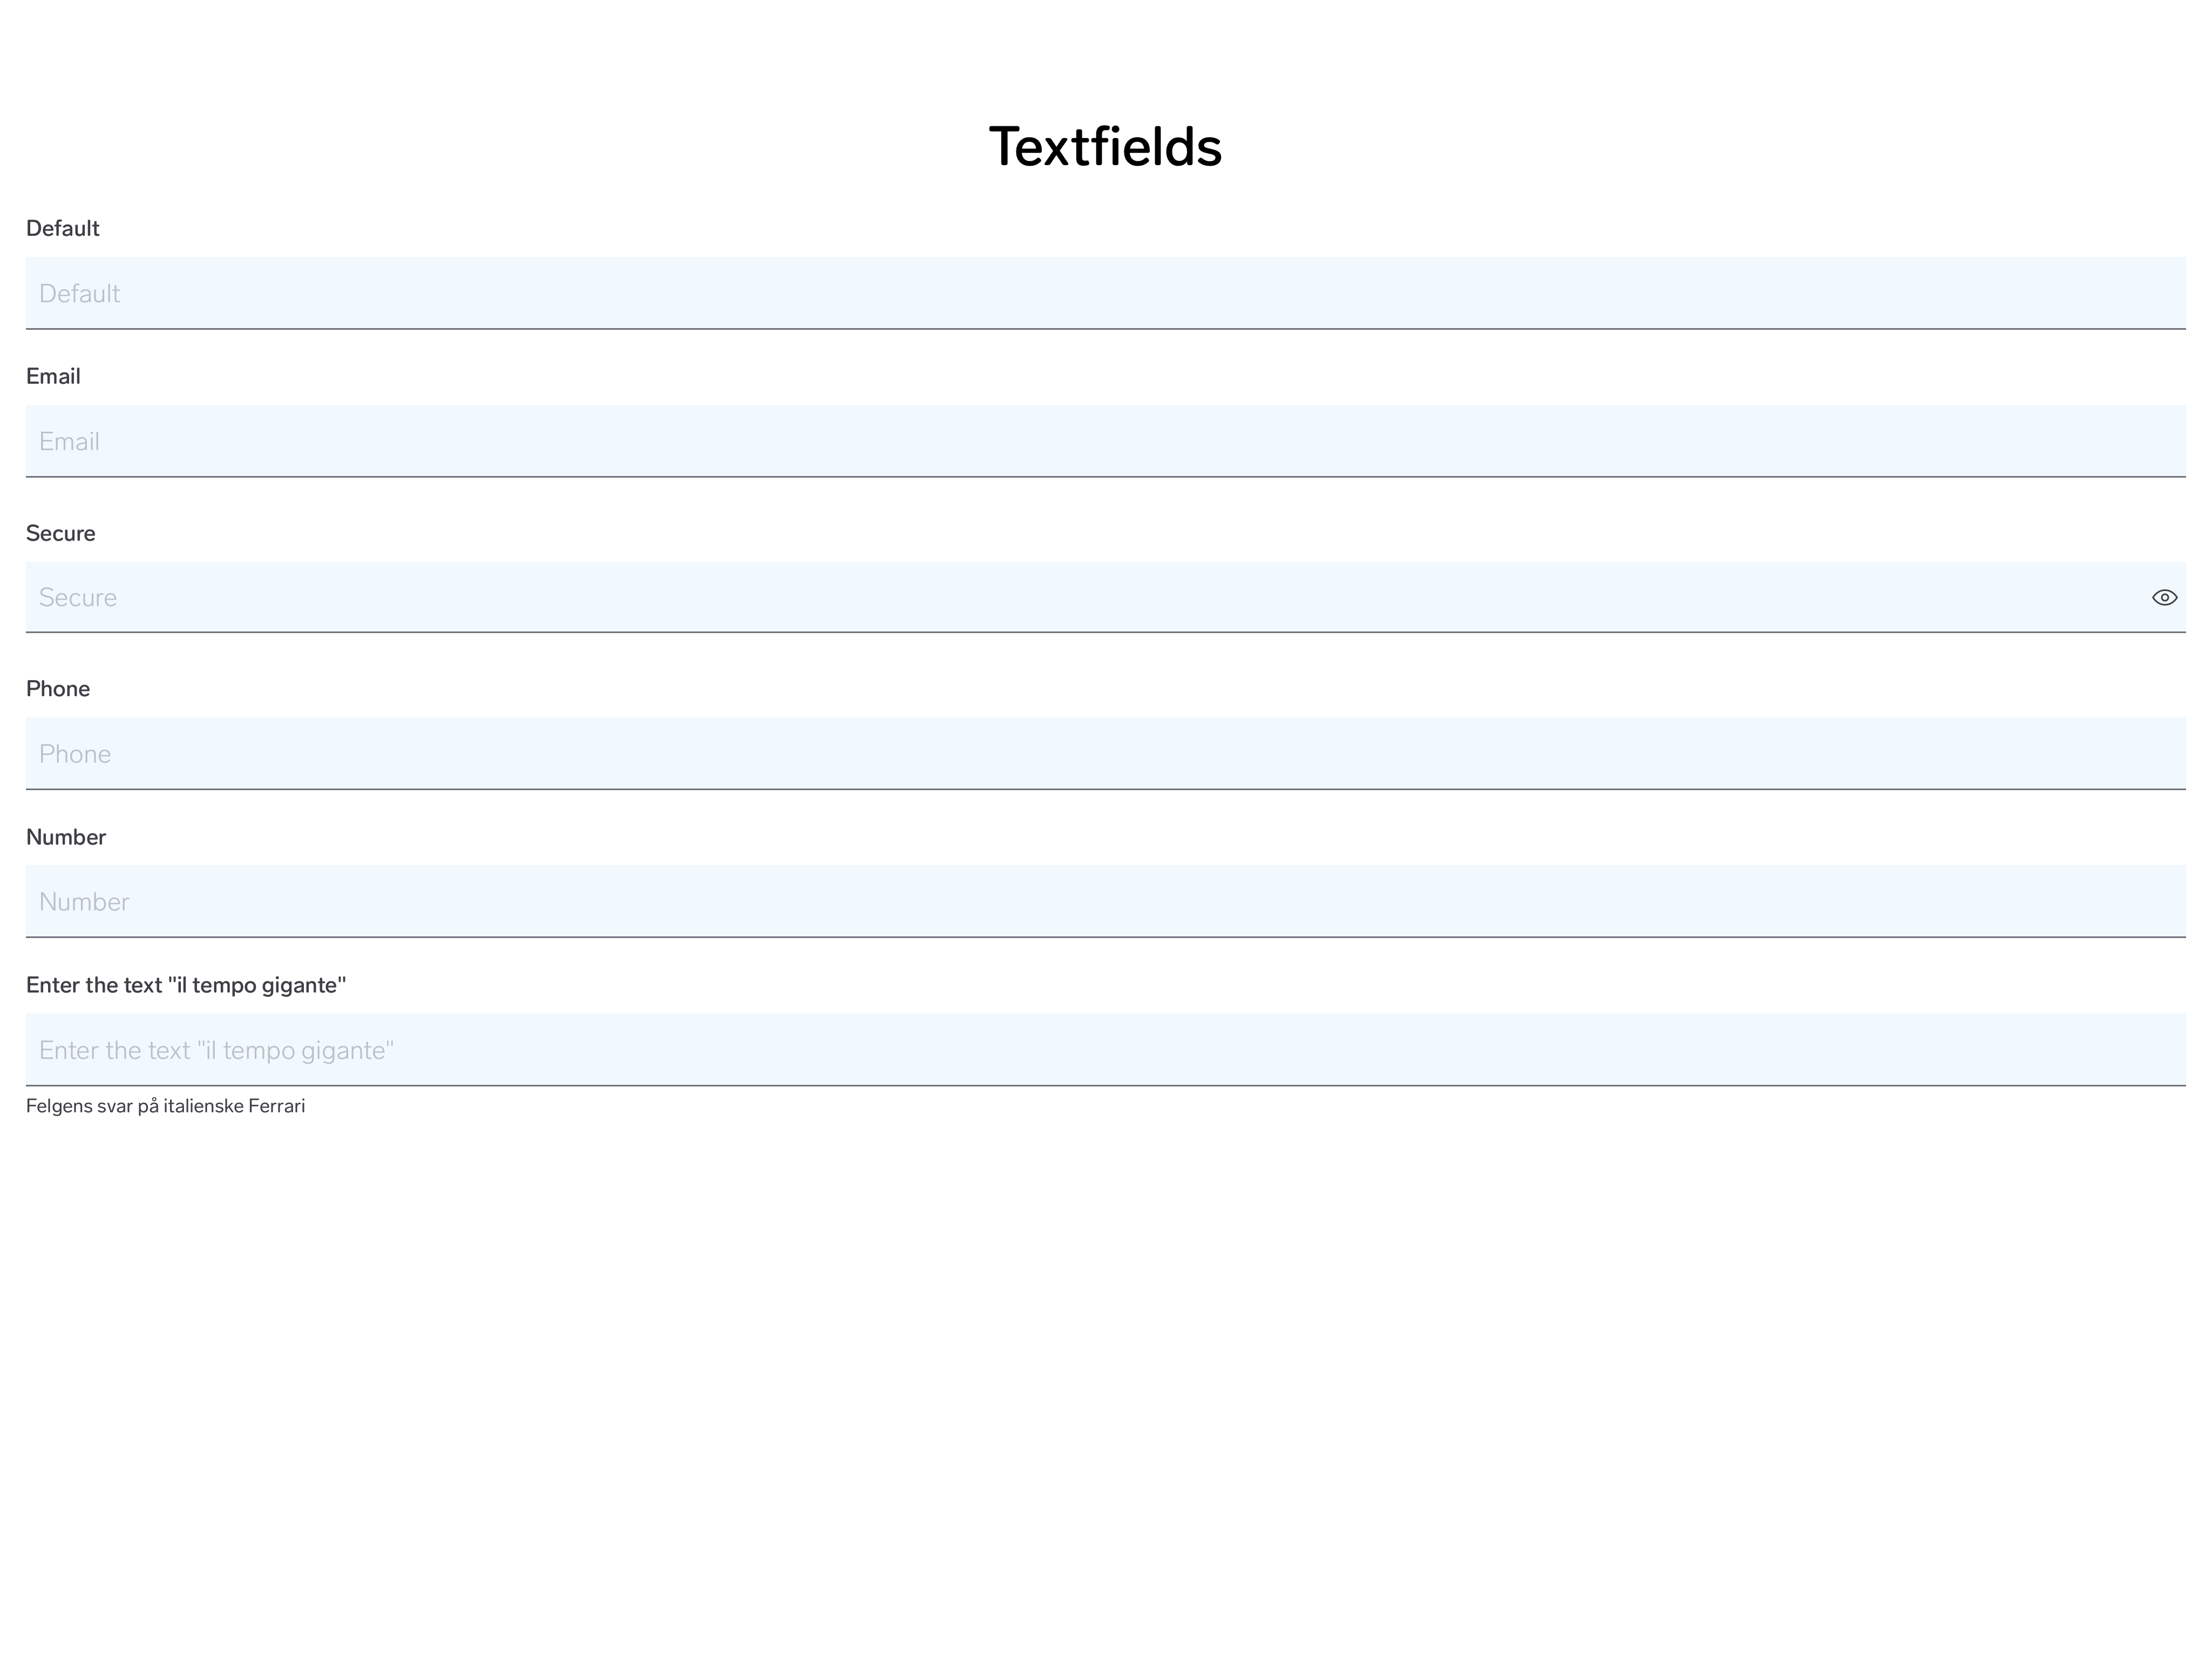 Textfields
Default
Default
Email
Email
Secure
Secure
Phone
Phone
Number
Number
Enter the text "il tempo gigante"
Enter the text "il tempo gigante"
Felgens svar på italienske Ferrari